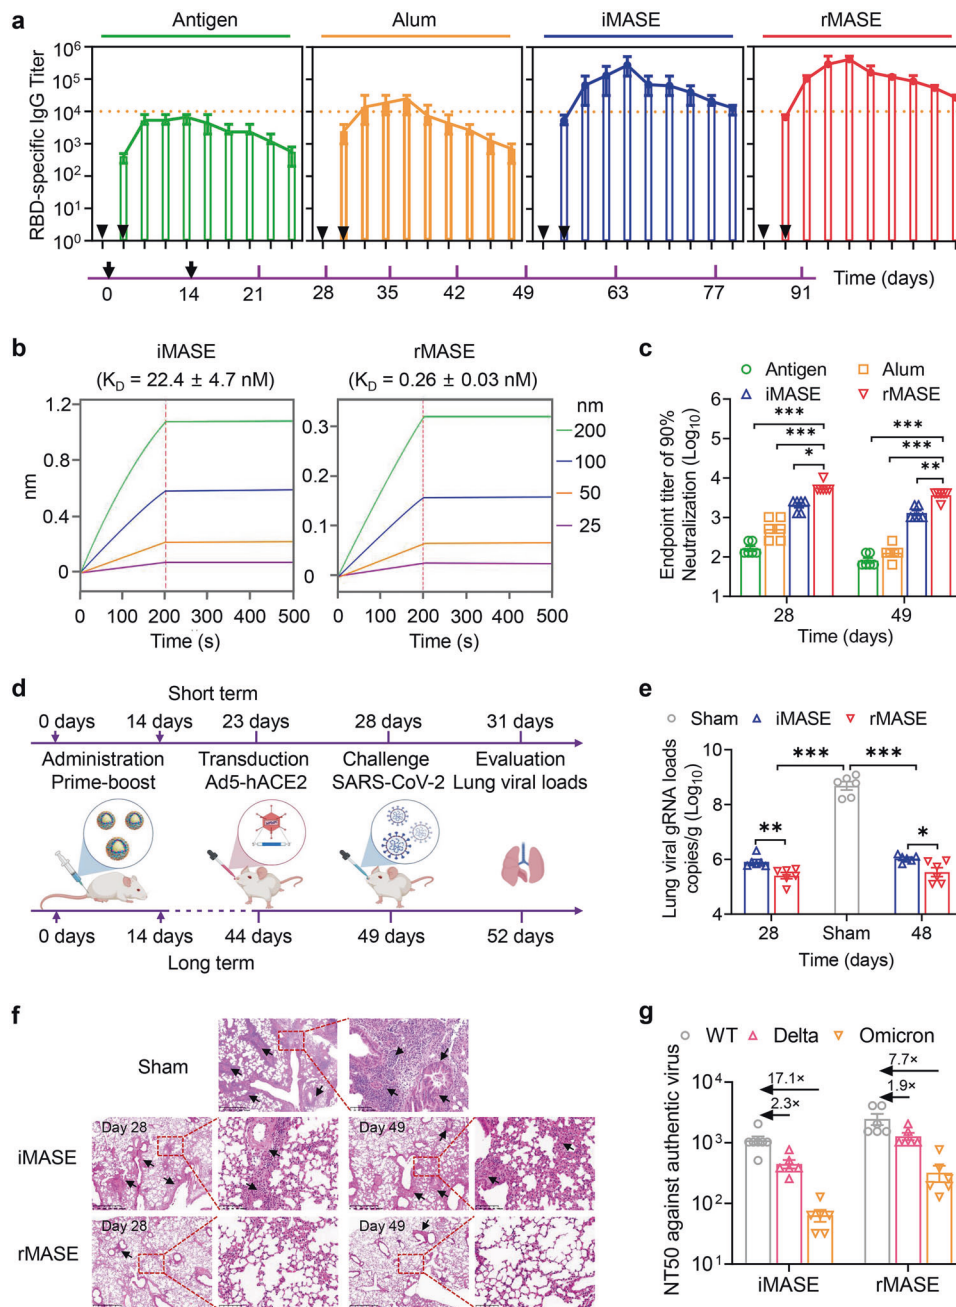 a
Antigen Alum iMASE rMASE
RBD-specific IgG Titer
10⁶
10⁵
10⁴
10³
10²
10¹
10⁰
0 14 21 28 35 42 49 63 77 91 Time (days)
b
iMASE rMASE
(K_D = 22.4 ± 4.7 nM) (K_D = 0.26 ± 0.03 nM)
nm
1.2
0.8
0.4
0
0 100 200 300 400 500
Time (s)
0.3
0.1
0
0 100 200 300 400 500
Time (s)
nm
200
100
50
25
c
Antigen Alum
iMASE rMASE
Endpoint titer of 90%
Neutralization (Log₁₀)
6
5
4
3
2
1
*** *** *
*** *** **
28 49
Time (days)
d
Short term
0 days 14 days 23 days 28 days 31 days
Administration Transduction Challenge Evaluation
Prime-boost Ad5-hACE2 SARS-CoV-2 Lung viral loads
0 days 14 days 44 days 49 days 52 days
Long term
e
Sham iMASE rMASE
Lung viral gRNA loads
copies/g (Log₁₀)
10
8
6
4
*** ***
** *
28 Sham 48
Time (days)
f
Sham
iMASE
Day 28 Day 49
rMASE
Day 28 Day 49
g
WT Delta Omicron
NT50 against authentic virus
10⁴
10³
10²
10¹
17.1×
2.3×
7.7×
1.9×
iMASE rMASE